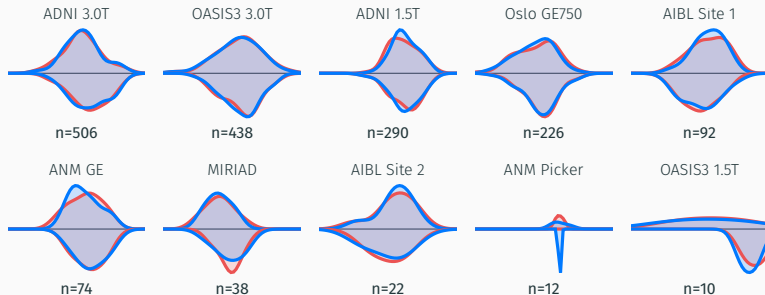 ADNI 3.0T
OASIS3 3.0T
ADNI 1.5T
Oslo GE750
AIBL Site 1
n=506
n=438
n=290
n=226
n=92
ANM GE
MIRIAD
AIBL Site 2
ANM Picker
OASIS3 1.5T
n=74
n=38
n=22
n=12
n=10